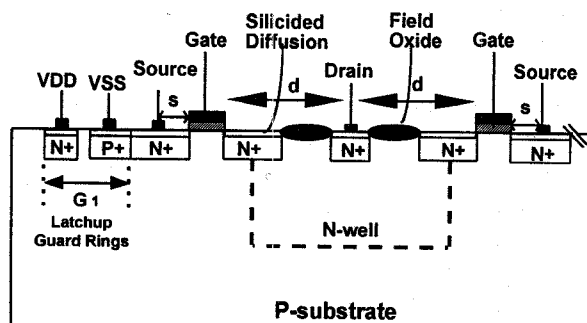 Silicided
Diffusion
Field
Oxide
Gate
Gate
VDD
VSS
Source
Drain
Source
s
d
d
s
N+
P+
N+
N+
N+
N+
N+
G1
Latchup
Guard Rings
N-well
P-substrate